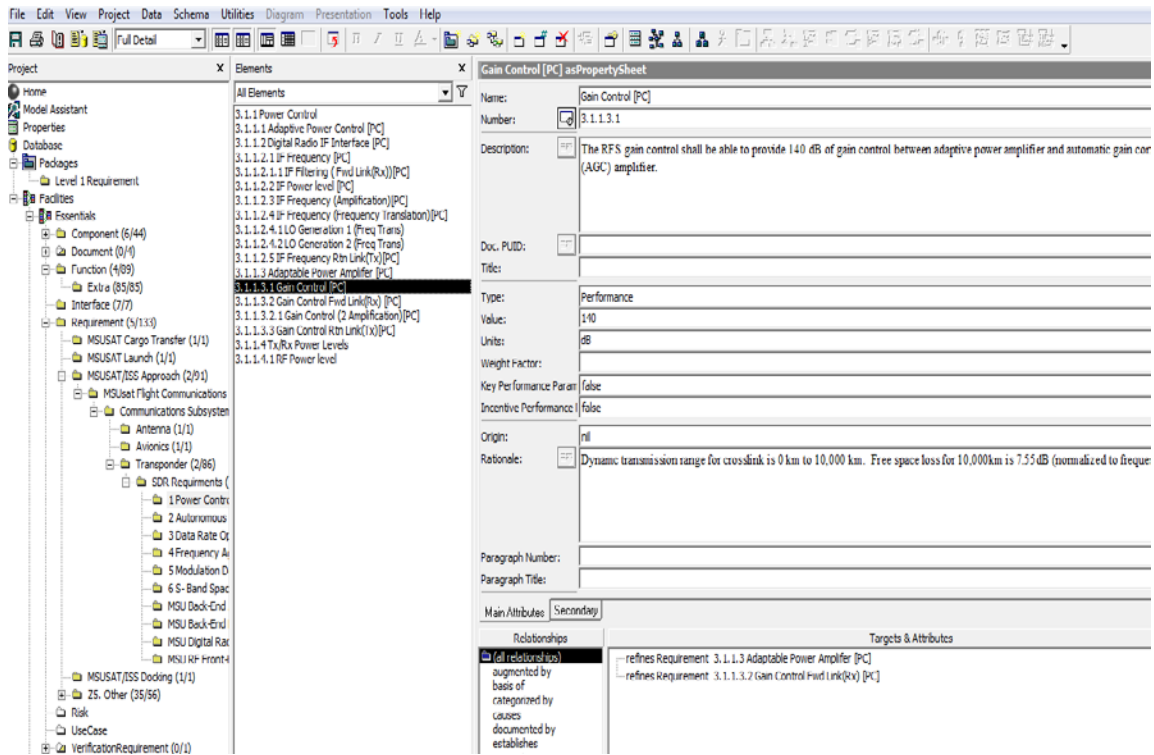 File Edit View Project Data Schema Utilities Diagram Presentation Tools Help
Full Detail
Project X
Home
Model Assistant
Properties
Database
Packages
Level 1 Requirement
Facilities
Essentials
Component (6/44)
Document (0/4)
Function (4/89)
Extra (85/85)
Interface (7/7)
Requirement (5/133)
MSUSAT Cargo Transfer (1/1)
MSUSAT Launch (1/1)
MSUSAT/ISS Approach (2/91)
MSUsat Flight Communications
Communications Subsysten
Antenna (1/1)
Avionics (1/1)
Transponder (2/86)
SDR Requirments (
1 Power Contro
2 Autonomous
3 Data Rate Op
4 Frequency Ag
5 Modulation D
6 S- Band Spac
MSU Back-End
MSU Back-End
MSU Digital Rad
MSU RF Front-
MSUSAT/ISS Docking (1/1)
Z5. Other (35/56)
Risk
UseCase
VerificationRequirement (0/1)
Elements X
All Elements
3.1.1 Power Control
3.1.1.1 Adaptive Power Control [PC]
3.1.1.2 Digital Radio IF Interface [PC]
3.1.1.2.1 IF Frequency [PC]
3.1.1.2.1.1 IF Filtering ( Fwd Link(Rx))[PC]
3.1.1.2.2 IF Power level [PC]
3.1.1.2.3 IF Frequency (Amplification)[PC]
3.1.1.2.4 IF Frequency (Frequency Translation)[PC]
3.1.1.2.4.1 LO Generation 1 (Freq Trans)
3.1.1.2.4.2 LO Generation 2 (Freq Trans)
3.1.1.2.5 IF Frequency Rtn Link(Tx)[PC]
3.1.1.3 Adaptable Power Amplifer [PC]
3.1.1.3.1 Gain Control [PC]
3.1.1.3.2 Gain Control Fwd Link(Rx) [PC]
3.1.1.3.2.1 Gain Control (2 Amplification)[PC]
3.1.1.3.3 Gain Control Rtn Link(Tx)[PC]
3.1.1.4 Tx/Rx Power Levels
3.1.1.4.1 RF Power level
Gain Control [PC] asPropertySheet
Name: Gain Control [PC]
Number: 3.1.1.3.1
Description: The RFS gain control shall be able to provide 140 dB of gain control between adaptive power amplifier and automatic gain cor
(AGC) amplifier.
Doc. PUID:
Title:
Type: Performance
Value: 140
Units: dB
Weight Factor:
Key Performance Param false
Incentive Performance I false
Origin: nil
Rationale: Dynamc transmission range for crosslink is 0 km to 10,000 km. Free space loss for 10,000km is 7.55dB (normalized to freque
Paragraph Number:
Paragraph Title:
Main Attributes Secondary
Relationships
(all relationships)
augmented by
basis of
categorized by
causes
documented by
establishes
Targets & Attributes
refines Requirement 3.1.1.3 Adaptable Power Amplifer [PC]
refines Requirement 3.1.1.3.2 Gain Control Fwd Link(Rx) [PC]